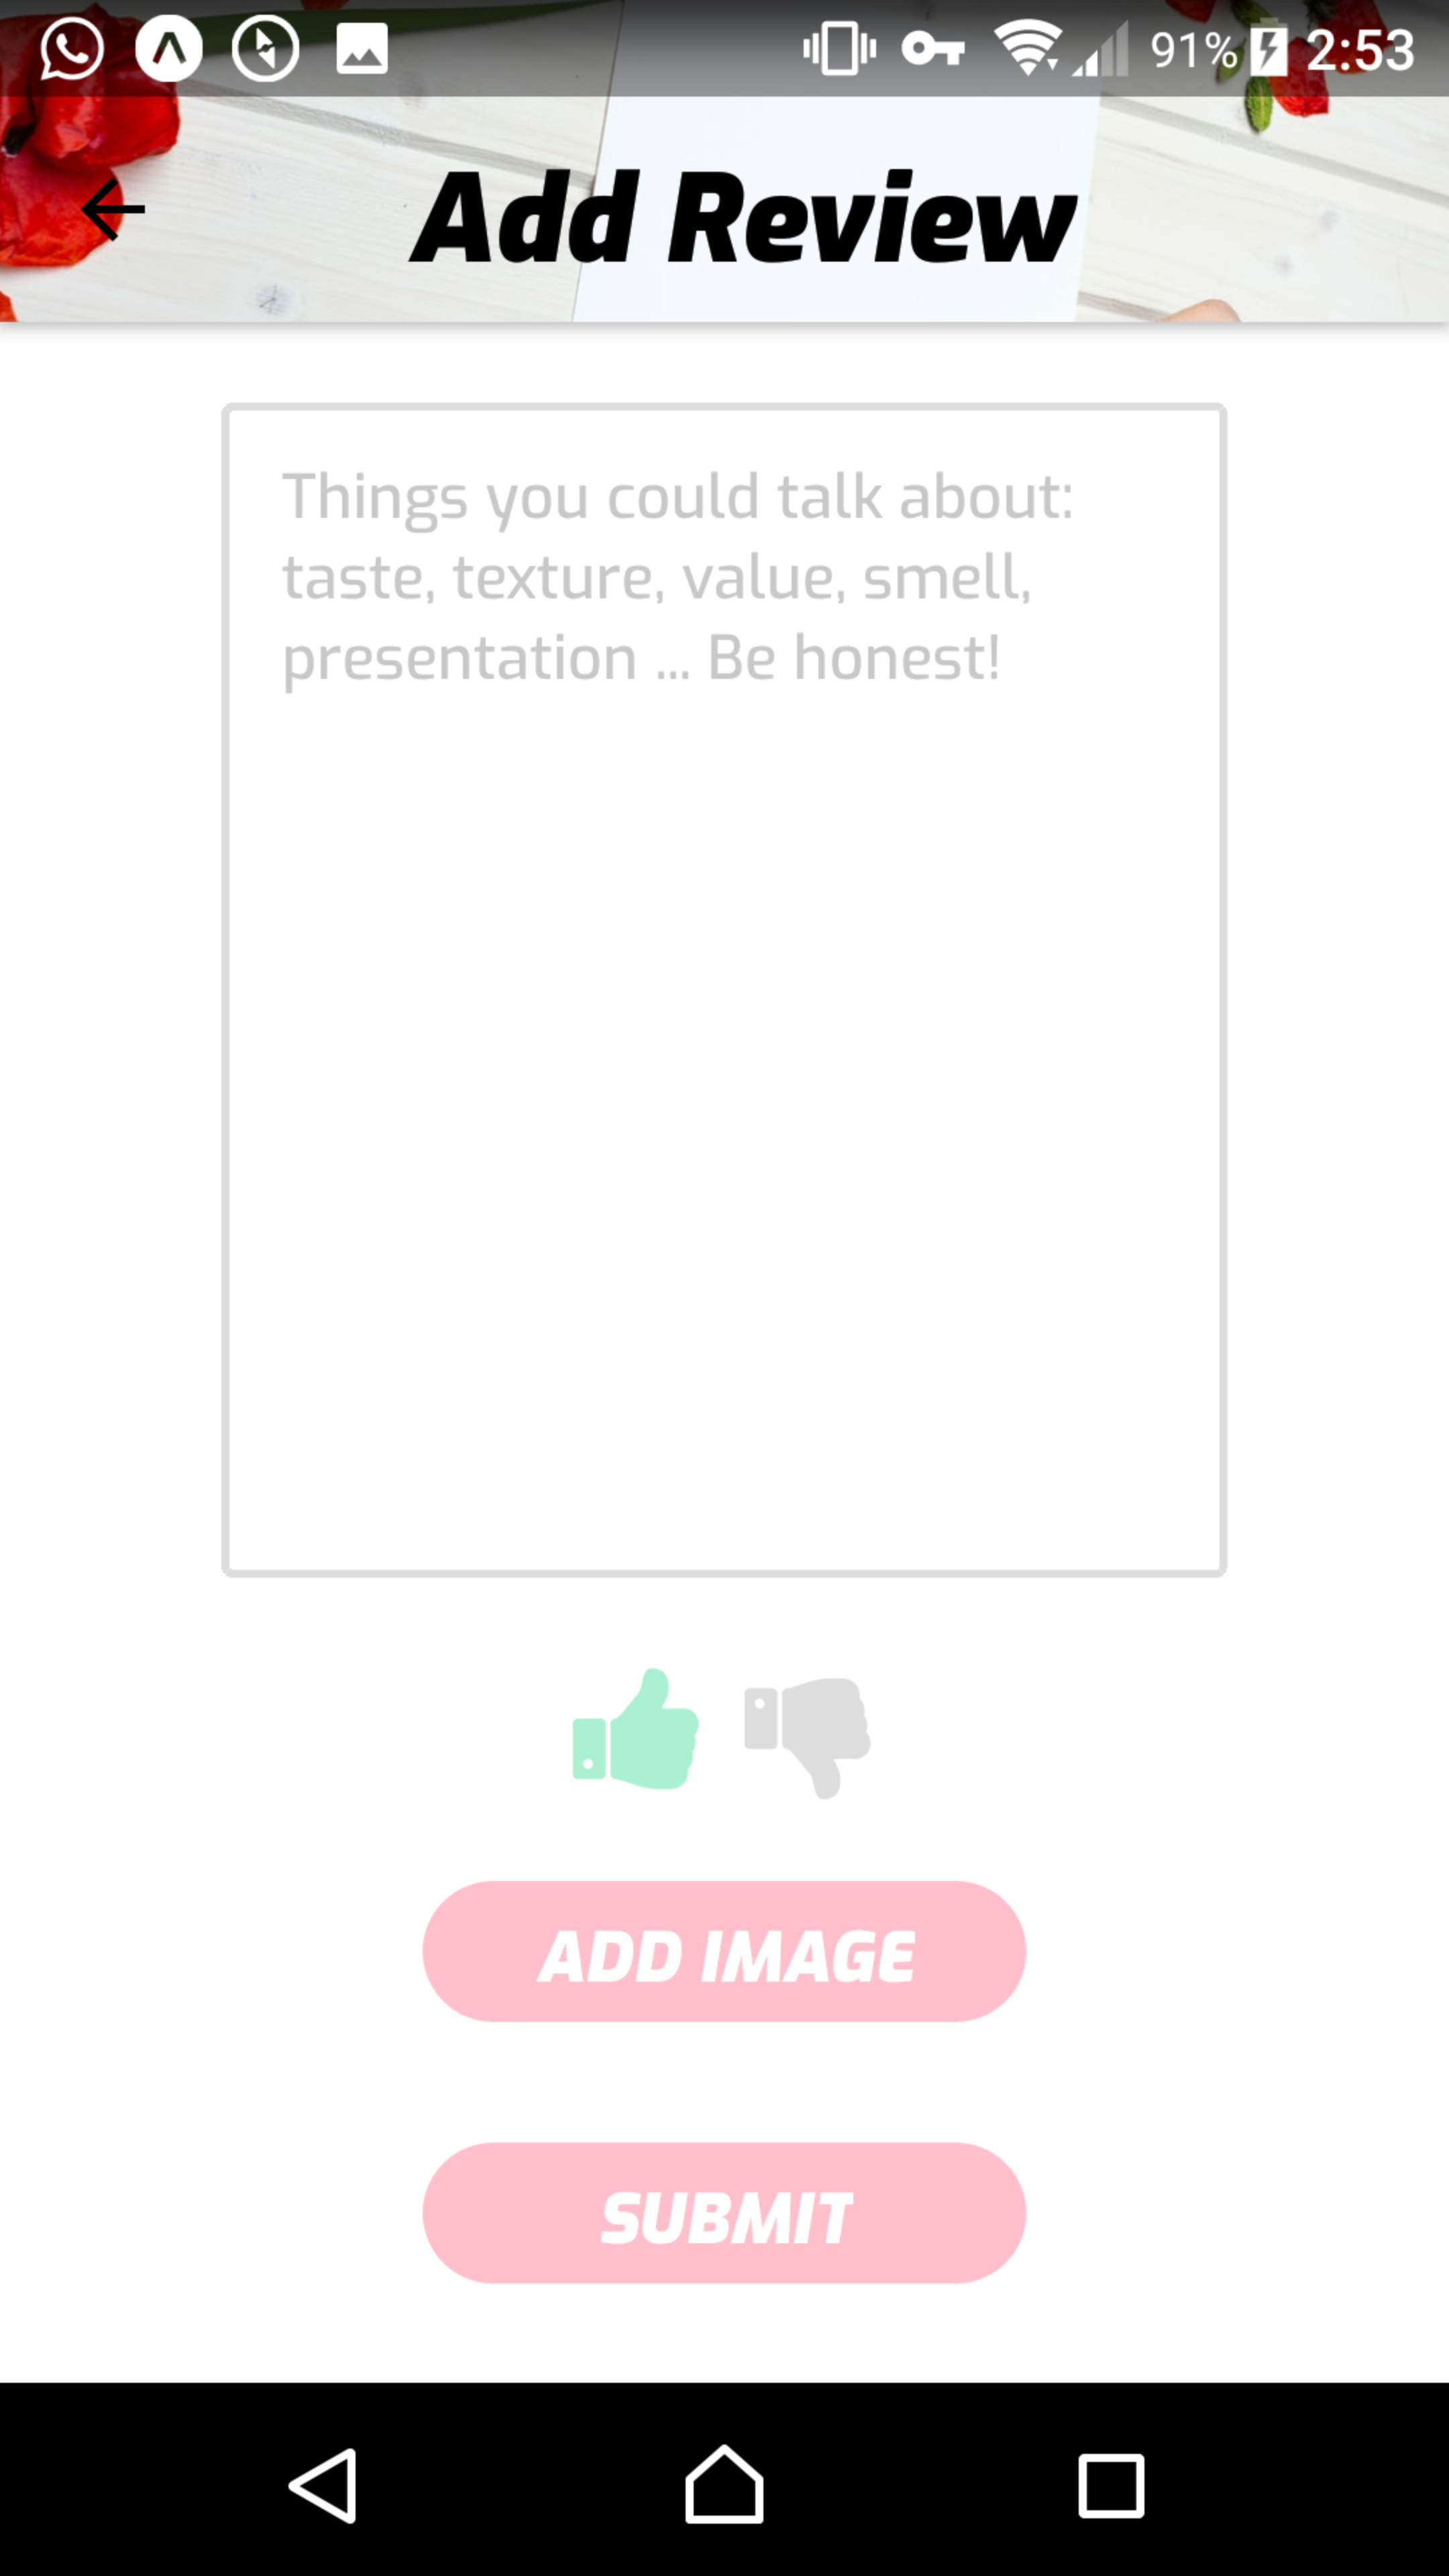 91% 2:53
Add Review
Things you could talk about:
taste, texture, value, smell,
presentation ... Be honest!
ADD IMAGE
SUBMIT